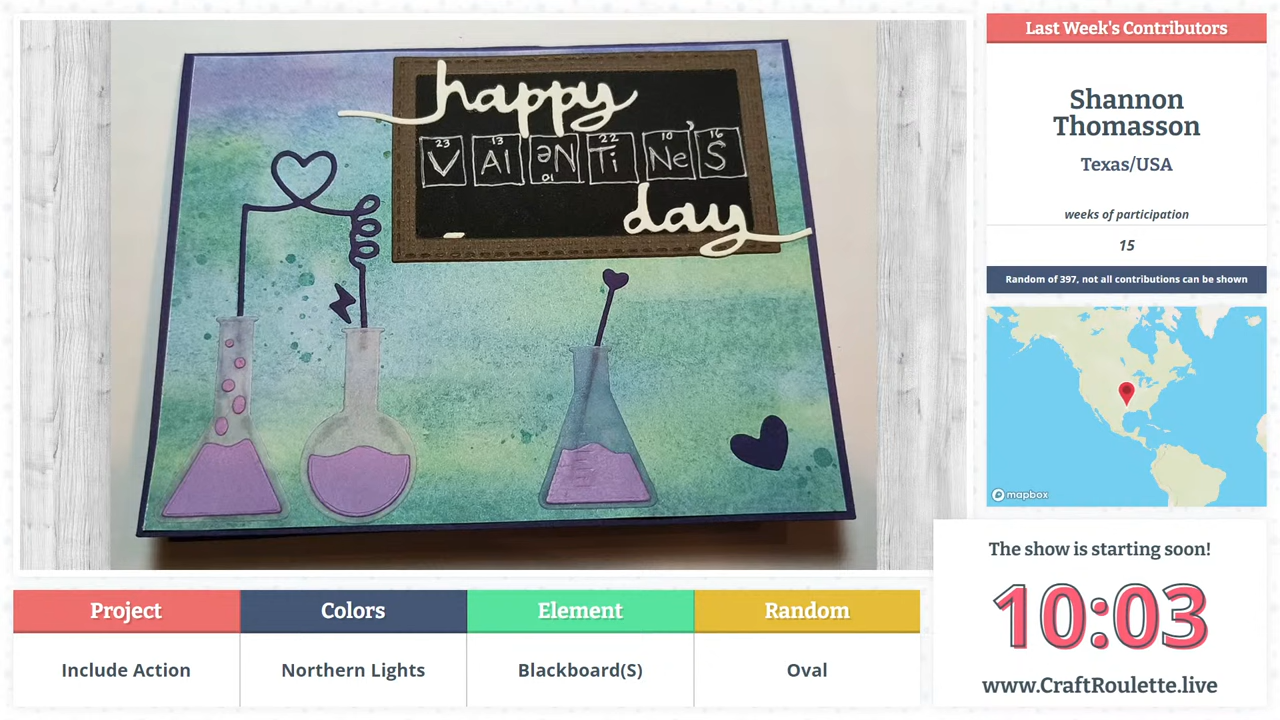 happy
23 13 10 22 10 16
V Al ǝN Ti Ne's
day
Last Week's Contributors
Shannon
Thomasson
Texas/USA
weeks of participation
15
Random of 397, not all contributions can be shown
mapbox
The show is starting soon!
10:03
www.CraftRoulette.live
Project Colors Element Random
Include Action Northern Lights Blackboard(S) Oval